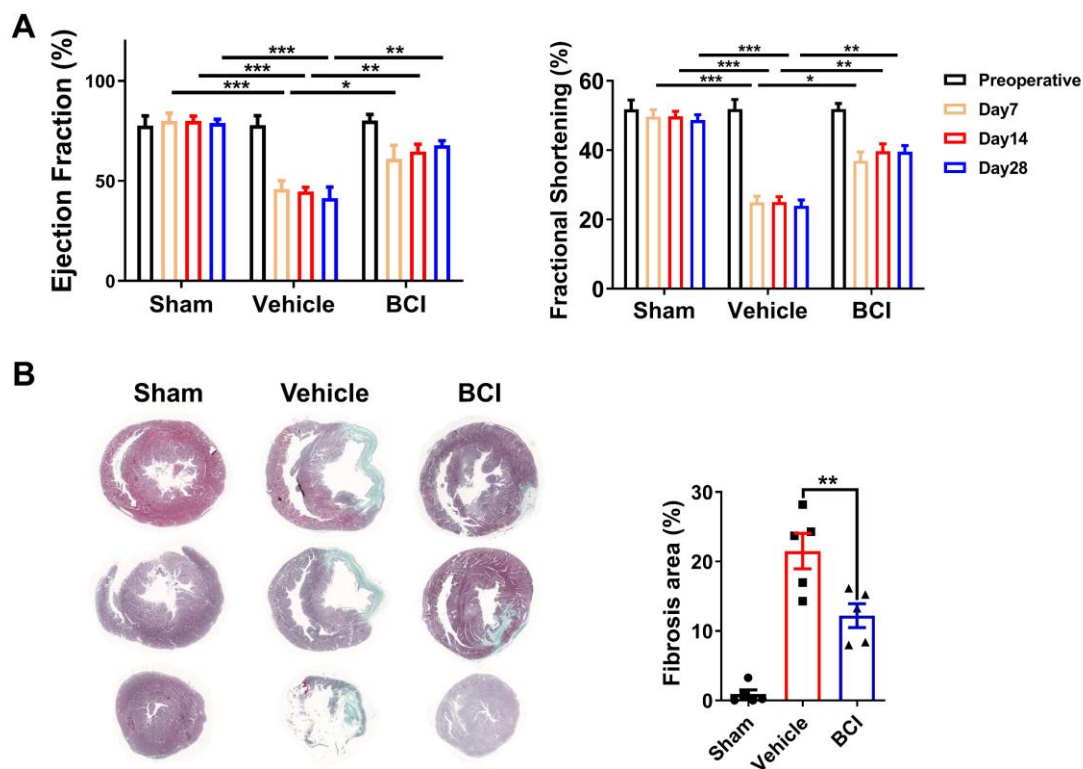 A
Ejection Fraction (%)
100
50
0
***
**
***
**
***
*
Sham
Vehicle
BCI
Fractional Shortening (%)
60
40
20
0
***
**
***
**
***
*
Sham
Vehicle
BCI
Preoperative
Day7
Day14
Day28
B
Sham
Vehicle
BCI
Fibrosis area (%)
30
20
10
0
**
Sham
Vehicle
BCI